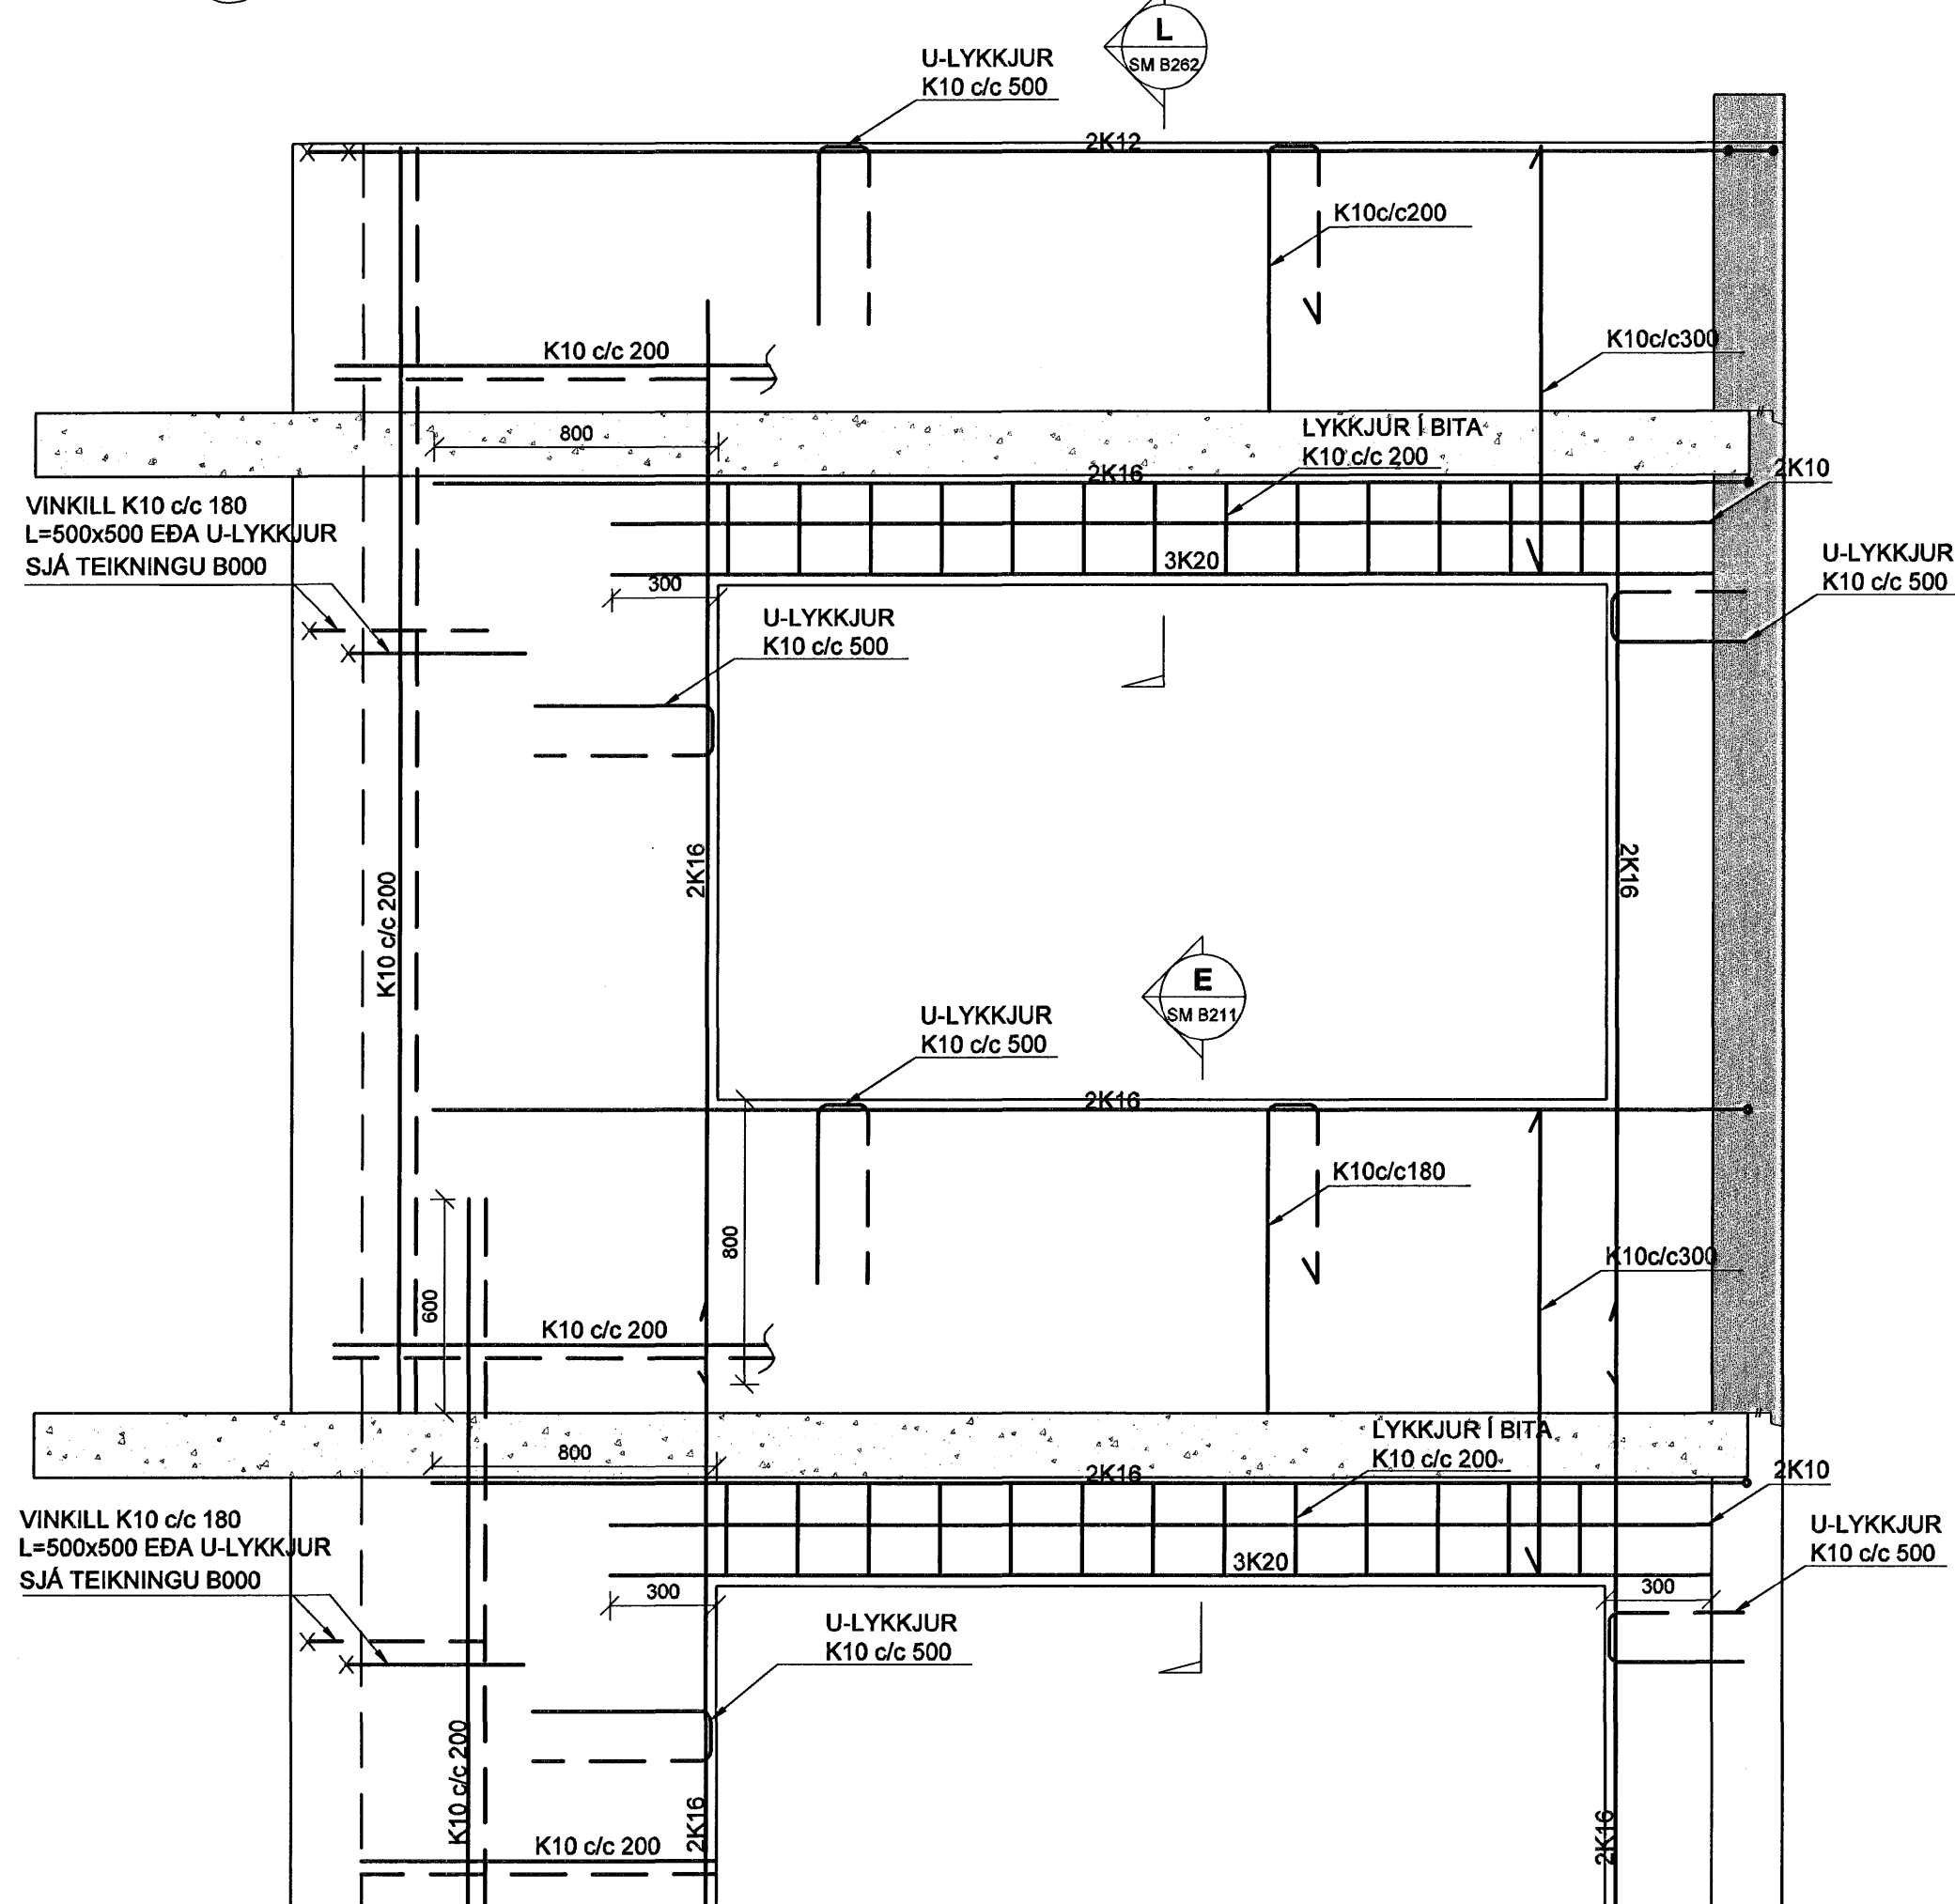 L
SM B262
U-LYKKJUR
K10 c/c 500
2K12
K10c/c200
K10c/c300
K10 c/c 200
800
LYKKJUR Í BITA
K10 c/c 200
2K16
2K10
VINKILL K10 c/c 180
L=500x500 EÐA U-LYKKJUR
SJÁ TEIKNINGU B000
3K20
300
U-LYKKJUR
K10 c/c 500
U-LYKKJUR
K10 c/c 500
2K16
2K16
K10 c/c 200
E
SM B211
U-LYKKJUR
K10 c/c 500
2K16
K10c/c180
800
K10c/c300
600
K10 c/c 200
LYKKJUR Í BITA
K10 c/c 200
800
2K16
2K10
VINKILL K10 c/c 180
L=500x500 EÐA U-LYKKJUR
SJÁ TEIKNINGU B000
3K20
U-LYKKJUR
K10 c/c 500
300
300
U-LYKKJUR
K10 c/c 500
K10 c/c 200
2K16
2K16
K10 c/c 200